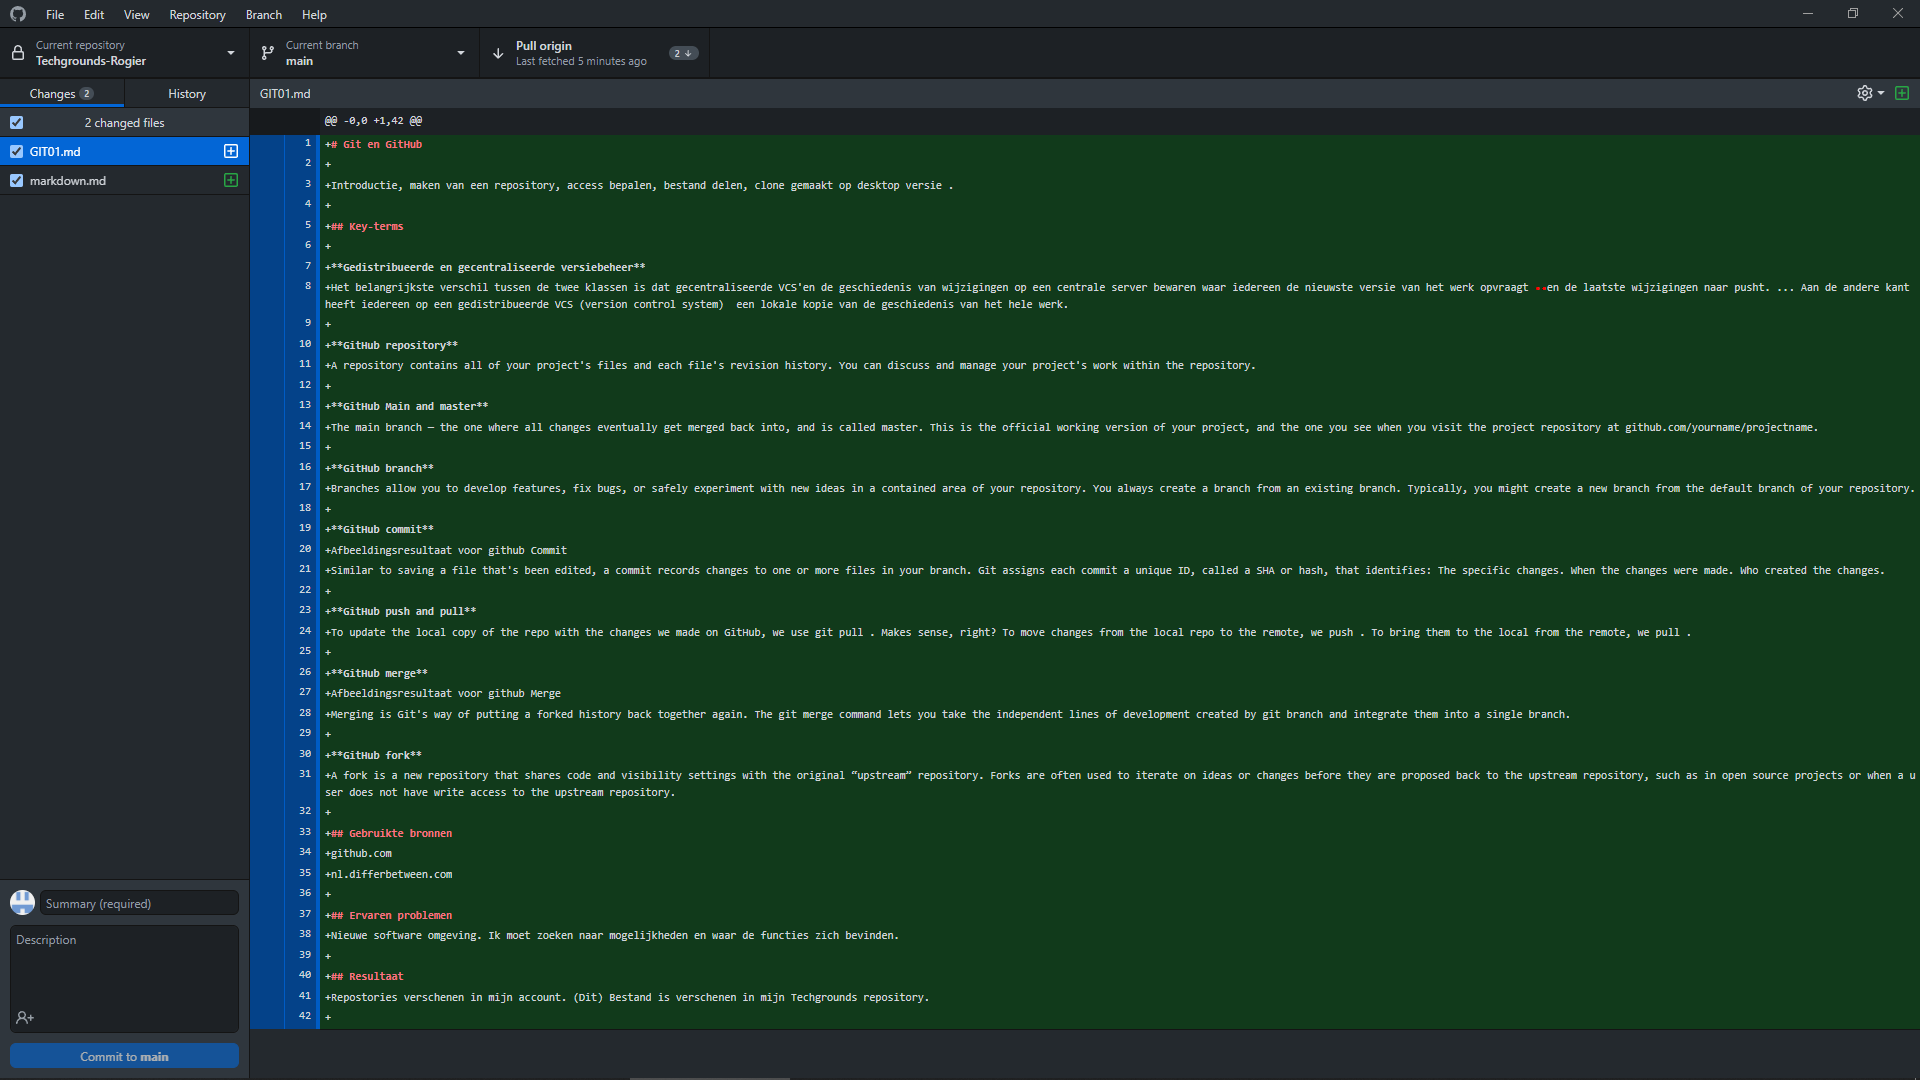 File Edit View Repository Branch Help
Current repository
Techgrounds-Rogier
Current branch
main
Pull origin
Last fetched 5 minutes ago
2
Changes 2
History
GIT01.md
2 changed files
GIT01.md
markdown.md
@@ -0,0 +1,42 @@
1 +# Git en GitHub
2 +
3 +Introductie, maken van een repository, access bepalen, bestand delen, clone gemaakt op desktop versie .
4 +
5 +## Key-terms
6 +
7 +**Gedistribueerde en gecentraliseerde versiebeheer**
8 +Het belangrijkste verschil tussen de twee klassen is dat gecentraliseerde VCS'en de geschiedenis van wijzigingen op een centrale server bewaren waar iedereen de nieuwste versie van het werk opvraagt --en de laatste wijzigingen naar pusht. ... Aan de andere kant
heeft iedereen op een gedistribueerde VCS (version control system)  een lokale kopie van de geschiedenis van het hele werk.
9 +
10 +**GitHub repository**
11 +A repository contains all of your project's files and each file's revision history. You can discuss and manage your project's work within the repository.
12 +
13 +**GitHub Main and master**
14 +The main branch — the one where all changes eventually get merged back into, and is called master. This is the official working version of your project, and the one you see when you visit the project repository at github.com/yourname/projectname.
15 +
16 +**GitHub branch**
17 +Branches allow you to develop features, fix bugs, or safely experiment with new ideas in a contained area of your repository. You always create a branch from an existing branch. Typically, you might create a new branch from the default branch of your repository.
18 +
19 +**GitHub commit**
20 +Afbeeldingsresultaat voor github Commit
21 +Similar to saving a file that's been edited, a commit records changes to one or more files in your branch. Git assigns each commit a unique ID, called a SHA or hash, that identifies: The specific changes. When the changes were made. Who created the changes.
22 +
23 +**GitHub push and pull**
24 +To update the local copy of the repo with the changes we made on GitHub, we use git pull . Makes sense, right? To move changes from the local repo to the remote, we push . To bring them to the local from the remote, we pull .
25 +
26 +**GitHub merge**
27 +Afbeeldingsresultaat voor github Merge
28 +Merging is Git's way of putting a forked history back together again. The git merge command lets you take the independent lines of development created by git branch and integrate them into a single branch.
29 +
30 +**GitHub fork**
31 +A fork is a new repository that shares code and visibility settings with the original “upstream” repository. Forks are often used to iterate on ideas or changes before they are proposed back to the upstream repository, such as in open source projects or when a u
ser does not have write access to the upstream repository.
32 +
33 +## Gebruikte bronnen
34 +github.com
35 +nl.differbetween.com
36 +
37 +## Ervaren problemen
38 +Nieuwe software omgeving. Ik moet zoeken naar mogelijkheden en waar de functies zich bevinden.
39 +
40 +## Resultaat
41 +Repostories verschenen in mijn account. (Dit) Bestand is verschenen in mijn Techgrounds repository.
42 +
Summary (required)
Description
Commit to main